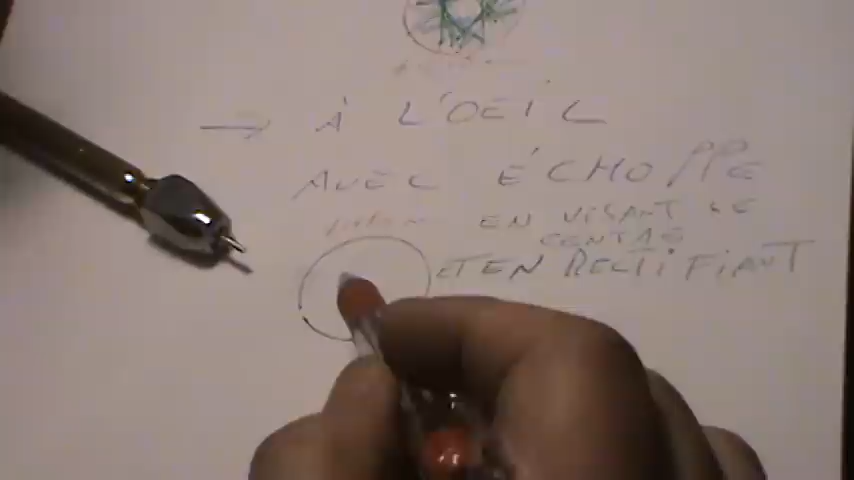 → À L'OEIL
AVEC ÉCHOPPE
EN VISANT LE
CENTRE
ET EN RECTIFIANT